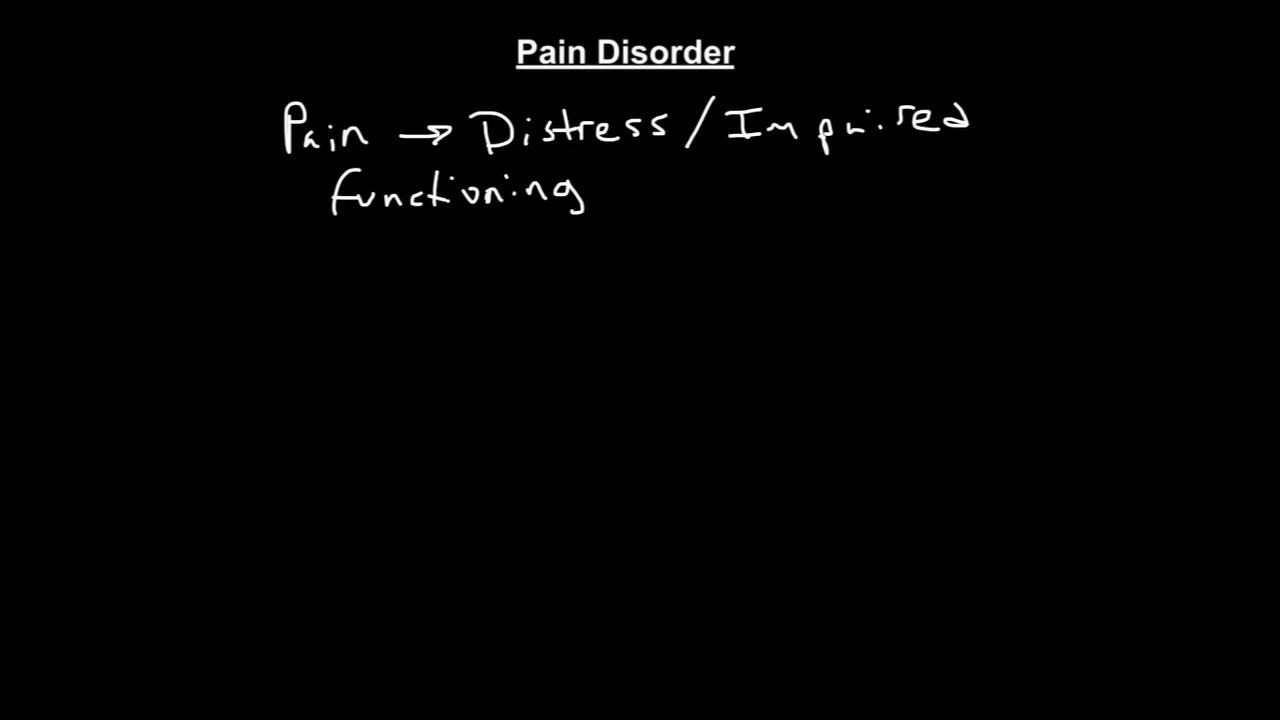 Pain Disorder
Pain → Distress / Impaired
functioning